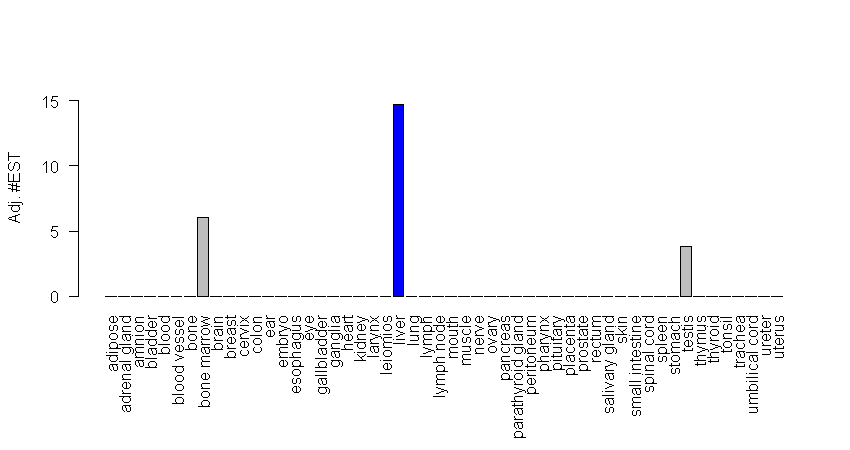 Adj. #EST
15
10
5
0
adipose
adrenal gland
amnion
bladder
blood
blood vessel
bone
bone marrow
brain
breast
cervix
colon
ear
embryo
esophagus
eye
gallbladder
ganglia
heart
kidney
larynx
leiomios
liver
lung
lymph
lymph node
mouth
muscle
nerve
ovary
pancreas
parathyroid gland
peritoneum
pharynx
pituitary
placenta
prostate
rectum
salivary gland
skin
small intestine
spinal cord
spleen
stomach
testis
thymus
thyroid
tonsil
trachea
umbilical cord
ureter
uterus